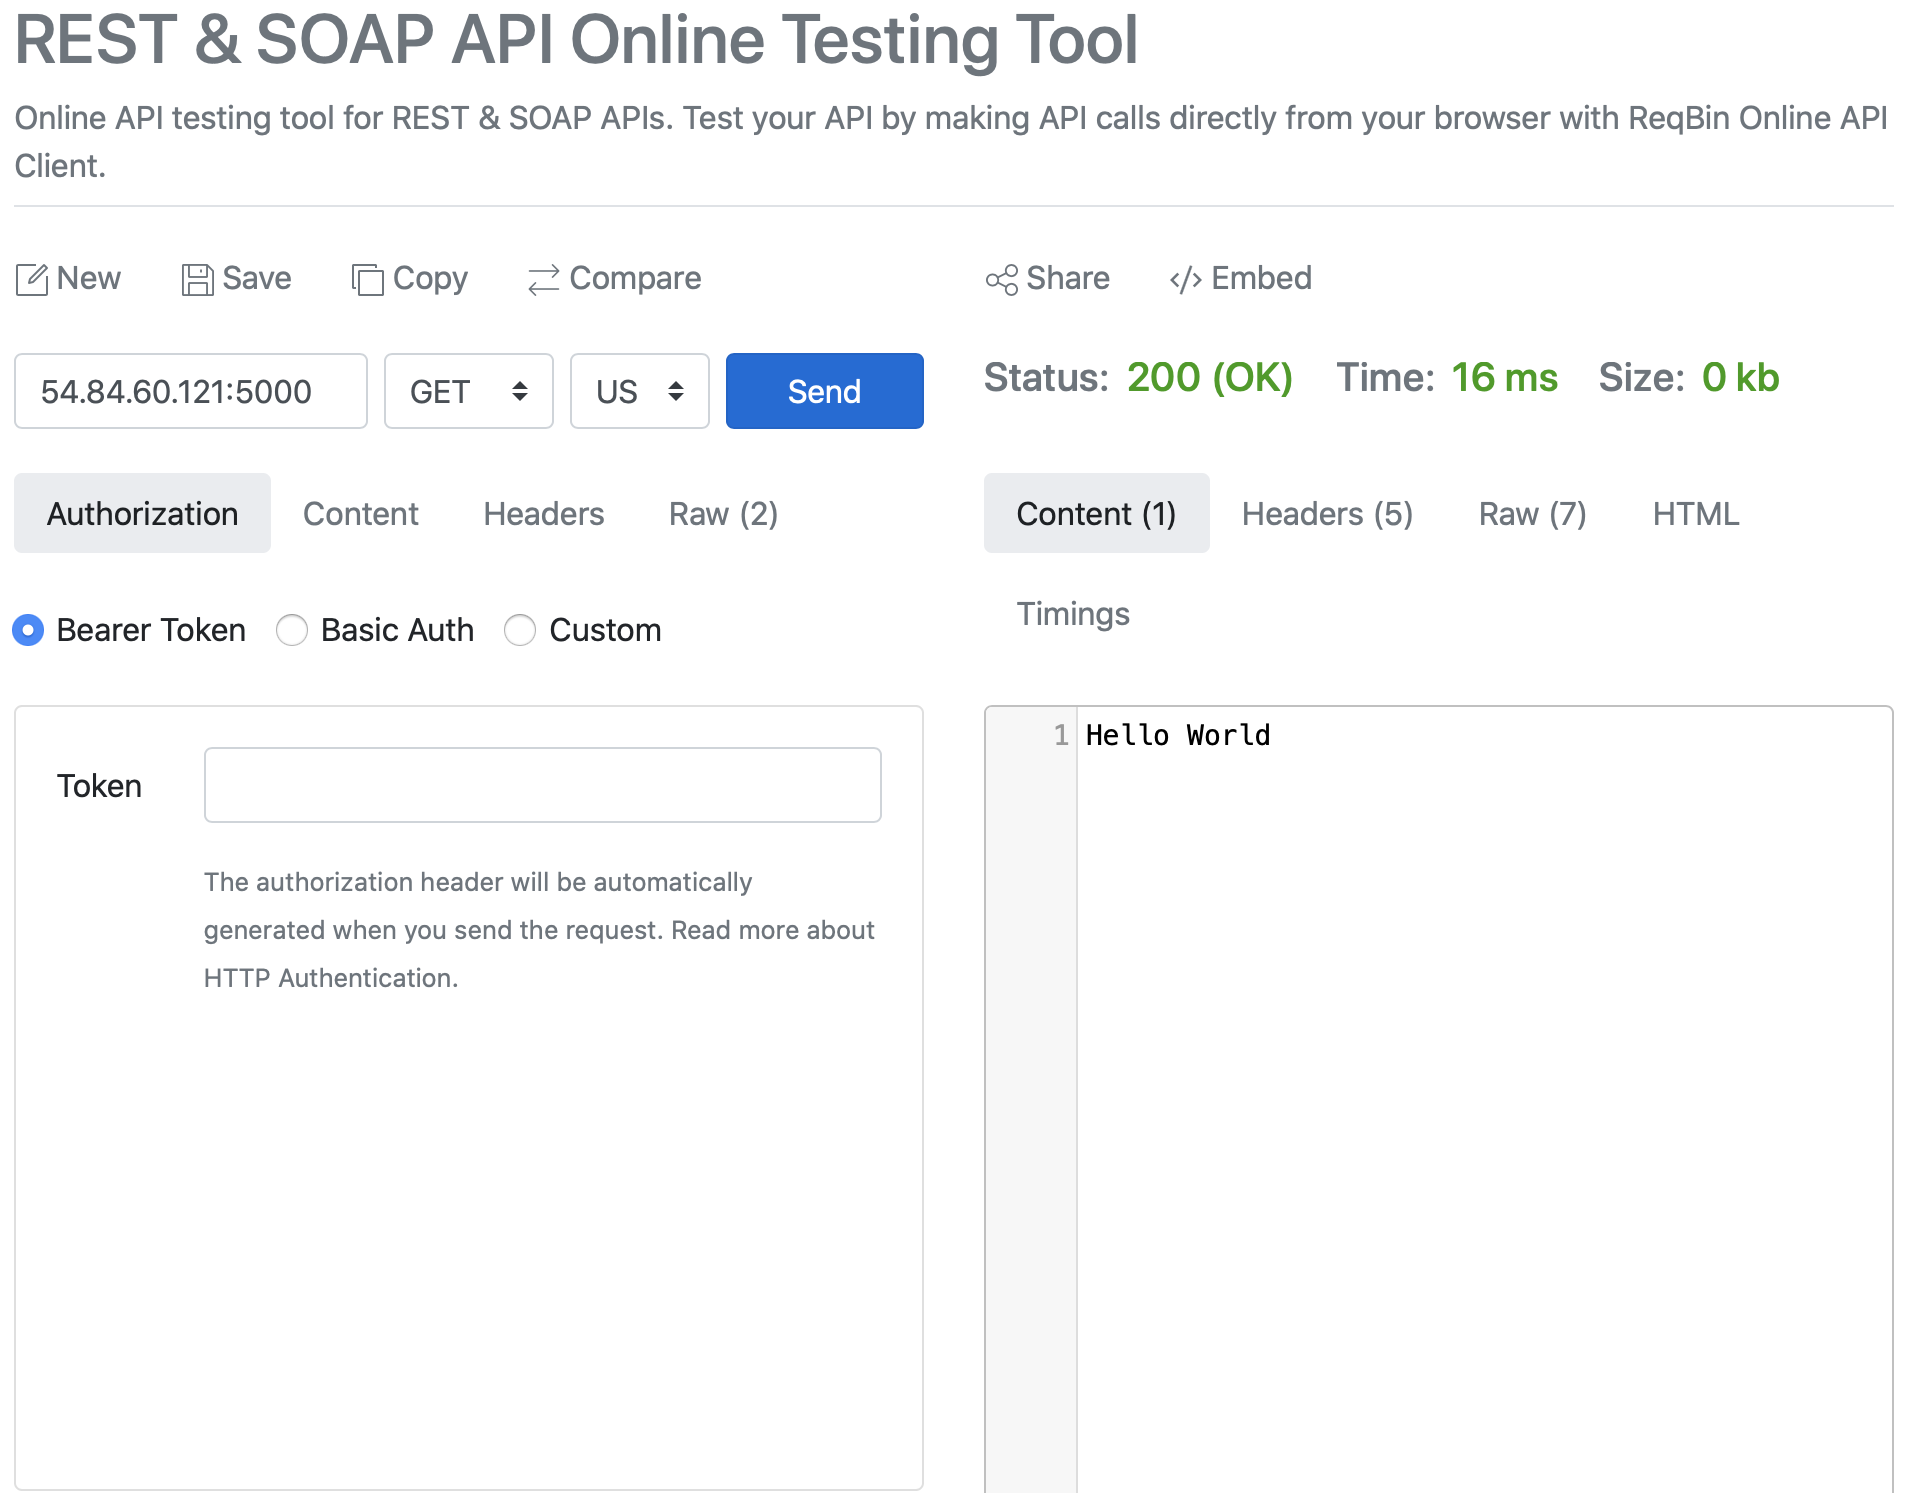 REST & SOAP API Online Testing Tool
Online API testing tool for REST & SOAP APIs. Test your API by making API calls directly from your browser with ReqBin Online API
Client.
New Save Copy Compare Share Embed
54.84.60.121:5000 GET US Send Status: 200 (OK) Time: 16 ms Size: 0 kb
Authorization Content Headers Raw (2) Content (1) Headers (5) Raw (7) HTML
Timings
Bearer Token Basic Auth Custom
Token
The authorization header will be automatically
generated when you send the request. Read more about
HTTP Authentication.
1 Hello World